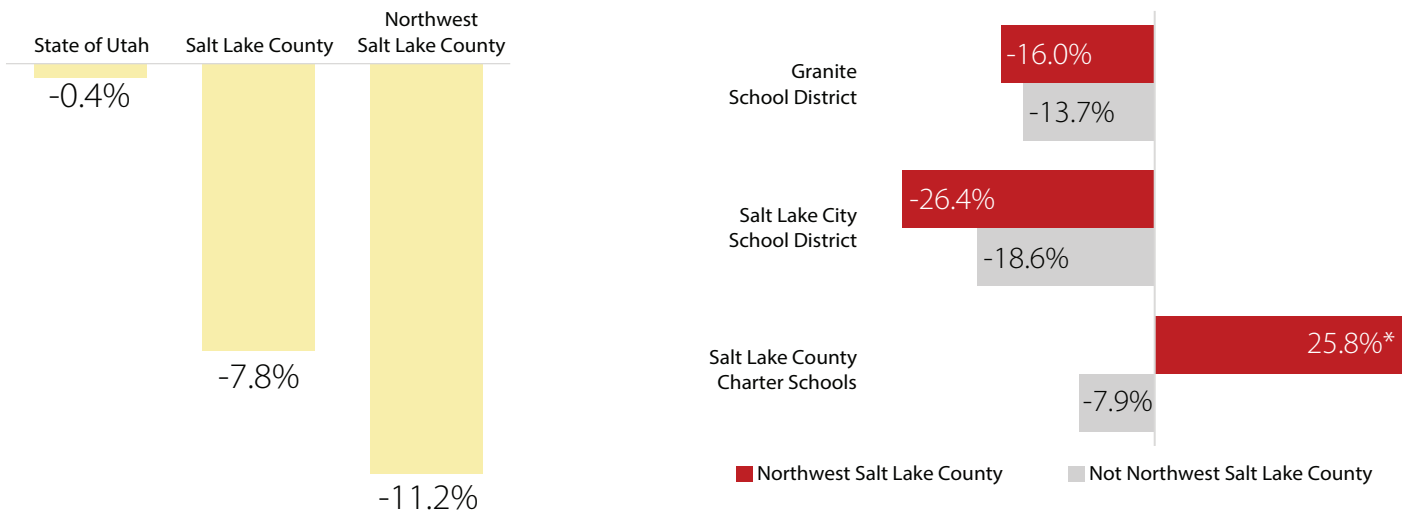 State of Utah
Salt Lake County
Northwest
Salt Lake County
-0.4%
-7.8%
-11.2%
Granite
School District
-16.0%
-13.7%
Salt Lake City
School District
-26.4%
-18.6%
Salt Lake County
Charter Schools
25.8%*
-7.9%
Northwest Salt Lake County
Not Northwest Salt Lake County